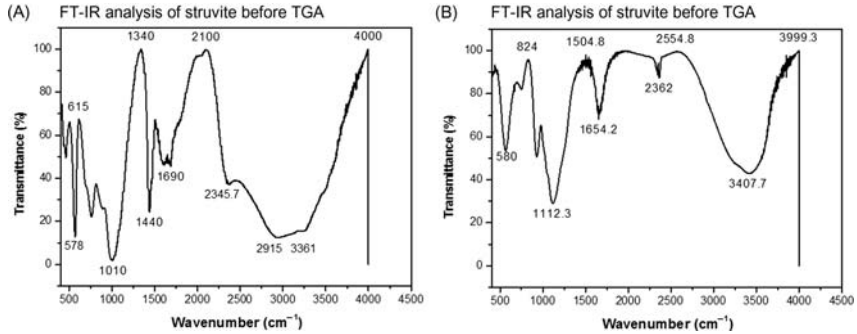 (A) FT-IR analysis of struvite before TGA
1340 2100 4000
100
80
60
40
20
0
615
578
1010
1440
1690
2345.7
2915 3361
Transmittance (%)
500 1000 1500 2000 2500 3000 3500 4000 4500
Wavenumber (cm⁻¹)
(B) FT-IR analysis of struvite before TGA
824 1504.8 2554.8 3999.3
100
80
60
40
20
0
580
1112.3
1654.2
2362
3407.7
Transmittance (%)
500 1000 1500 2000 2500 3000 3500 4000 4500
Wavenumber (cm⁻¹)